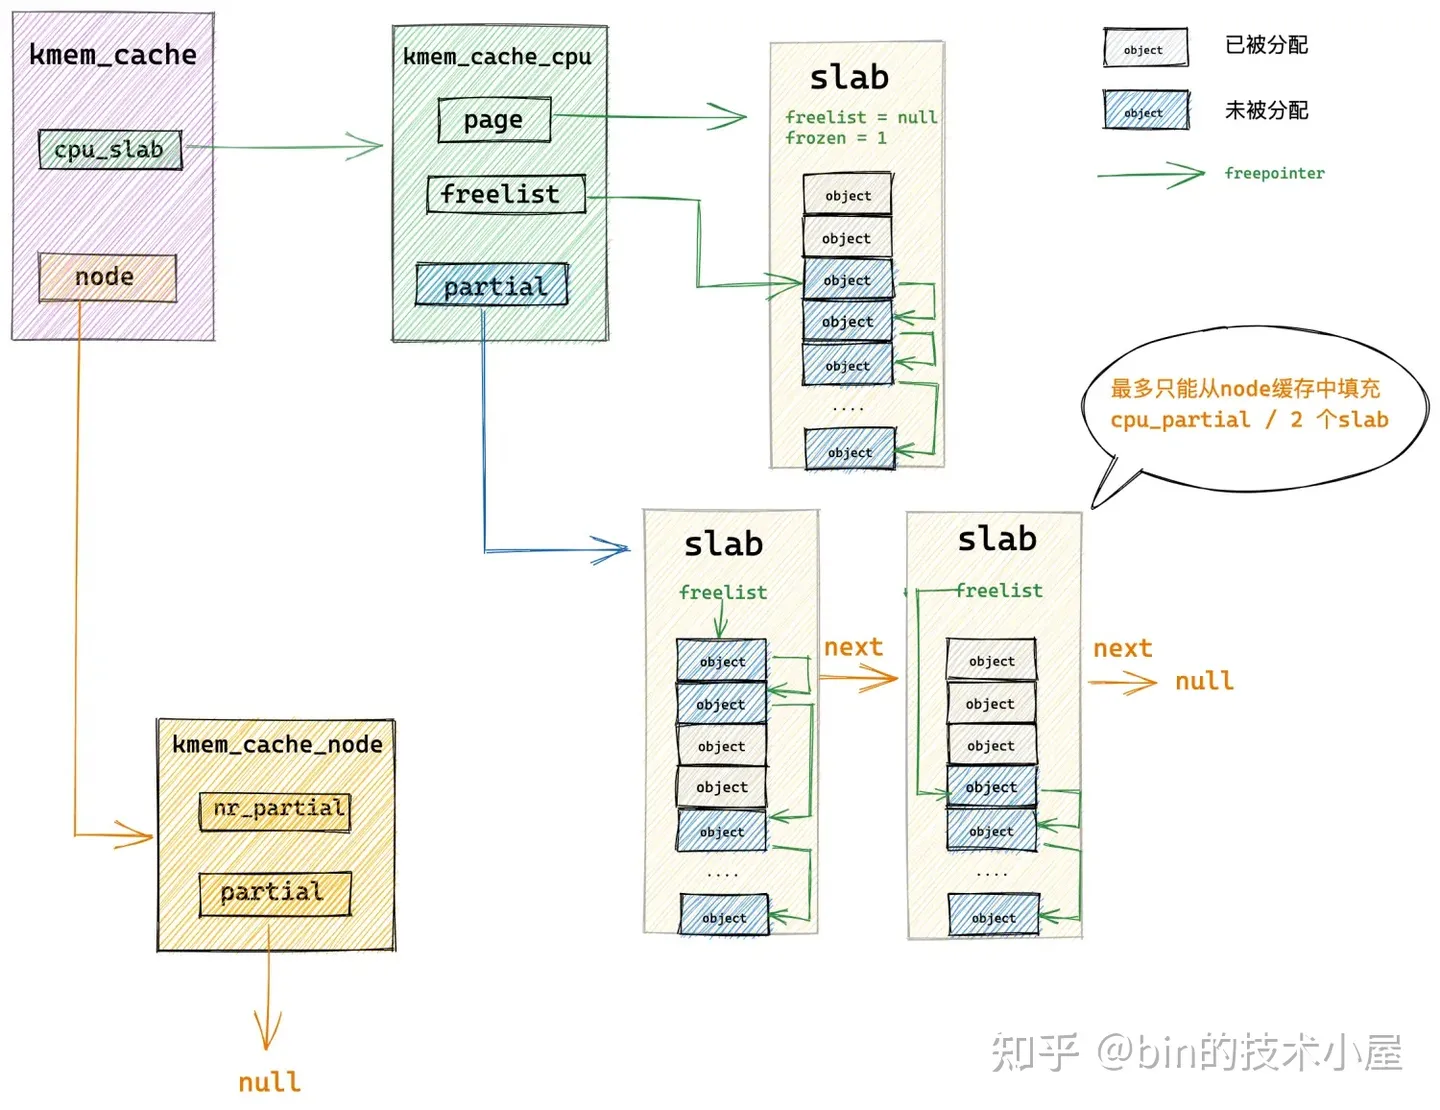 kmem_cache
cpu_slab
node
kmem_cache_cpu
page
freelist
partial
slab
freelist = null
frozen = 1
object
object
object
object
object
....
object
object 已被分配
object 未被分配
freepointer
最多只能从node缓存中填充
cpu_partial / 2 个slab
slab
freelist
object
object
object
object
object
....
object
next
slab
freelist
object
object
object
object
object
....
object
next
null
kmem_cache_node
nr_partial
partial
null
知乎 @bin的技术小屋